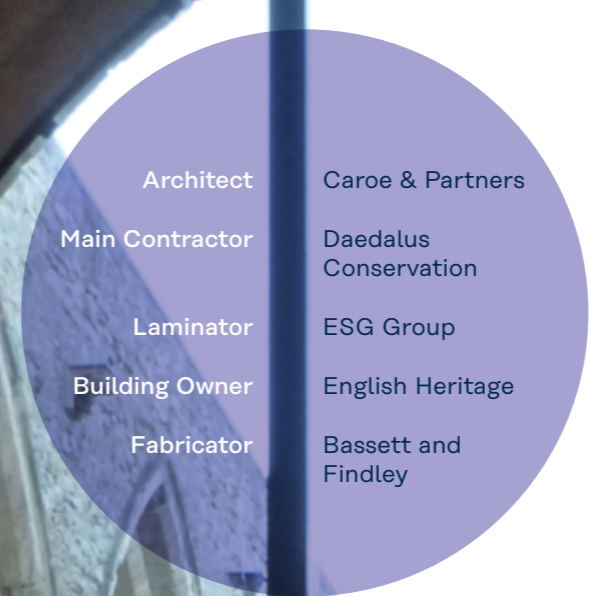 Architect Caroe & Partners
Main Contractor Daedalus
Conservation
Laminator ESG Group
Building Owner English Heritage
Fabricator Bassett and
Findley